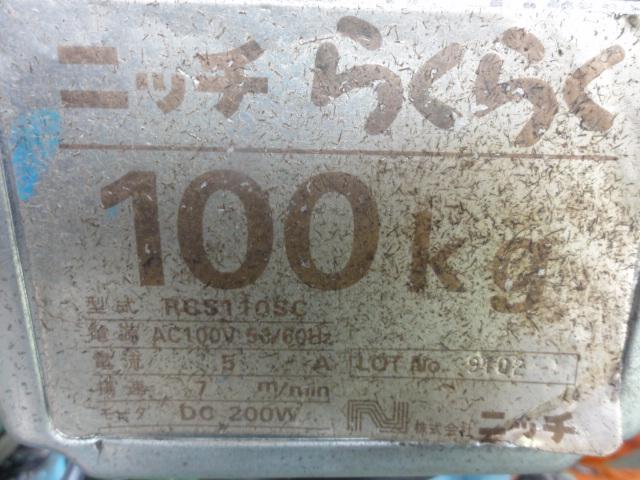 ニッチ らくらく
100kg
型式 RCS110SC
電源 AC100V 50/60Hz
電流 5 A LOT No. 9102
揚速 7 m/min
モータ DC 200W
株式会社 ニッチ